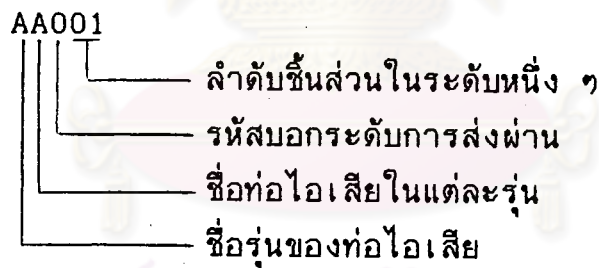 AA001
ลำดับชิ้นส่วนในระดับหนึ่ง ๆ
รหัสบอกระดับการส่งผ่าน
ชื่อท่อไอเสียในแต่ละรุ่น
ชื่อรุ่นของท่อไอเสีย